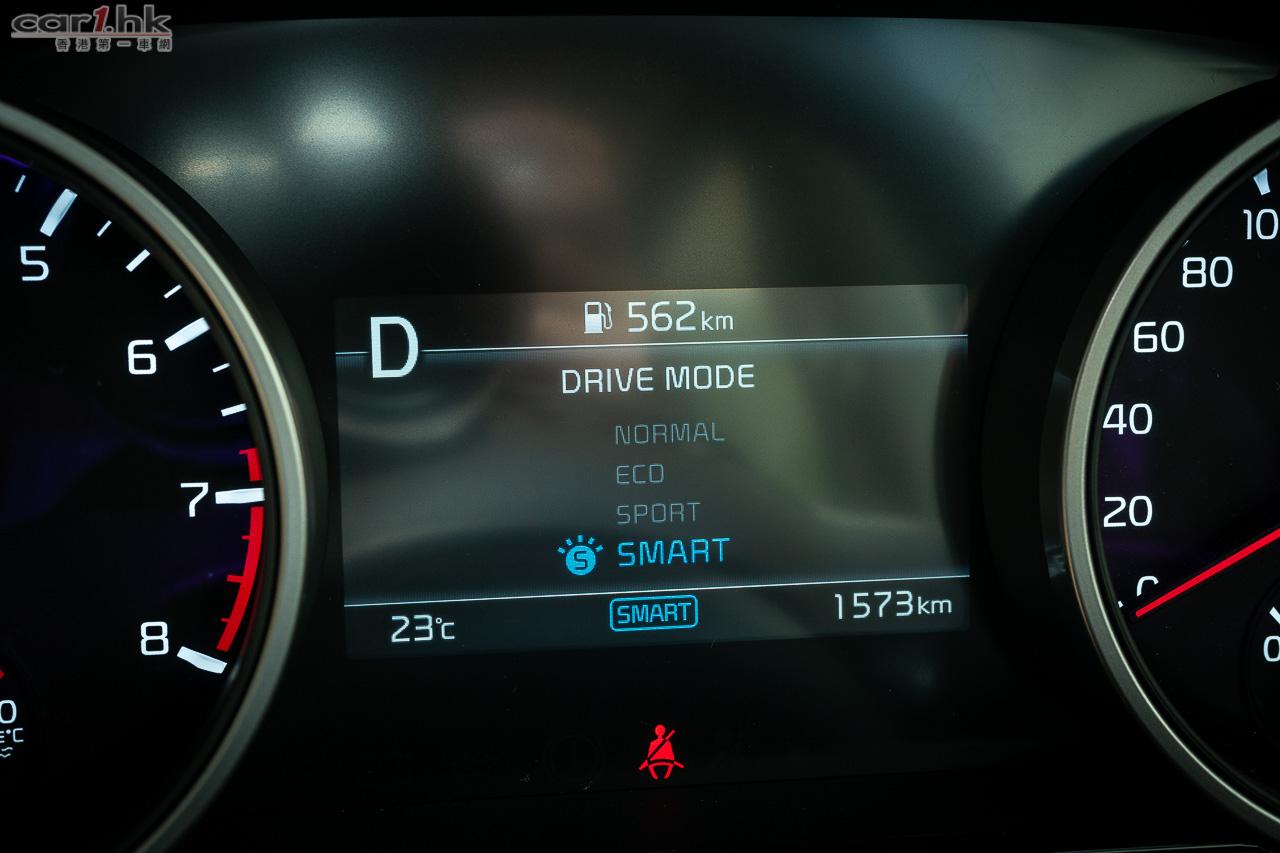 car1.hk
香港第一車網
5
6
7
8
D
562km
DRIVE MODE
NORMAL
ECO
SPORT
SMART
SMART
23°C
1573km
100
80
60
40
20
0